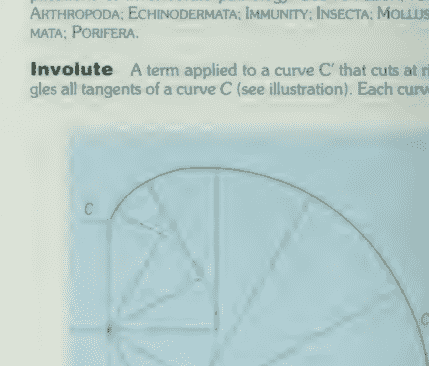 ARTHROPODA; ECHINODERMATA; IMMUNITY; INSECTA; MOLLUS
MATA; PORIFERA.
Involute A term applied to a curve C′ that cuts at ri
gles all tangents of a curve C (see illustration). Each curv
C
C